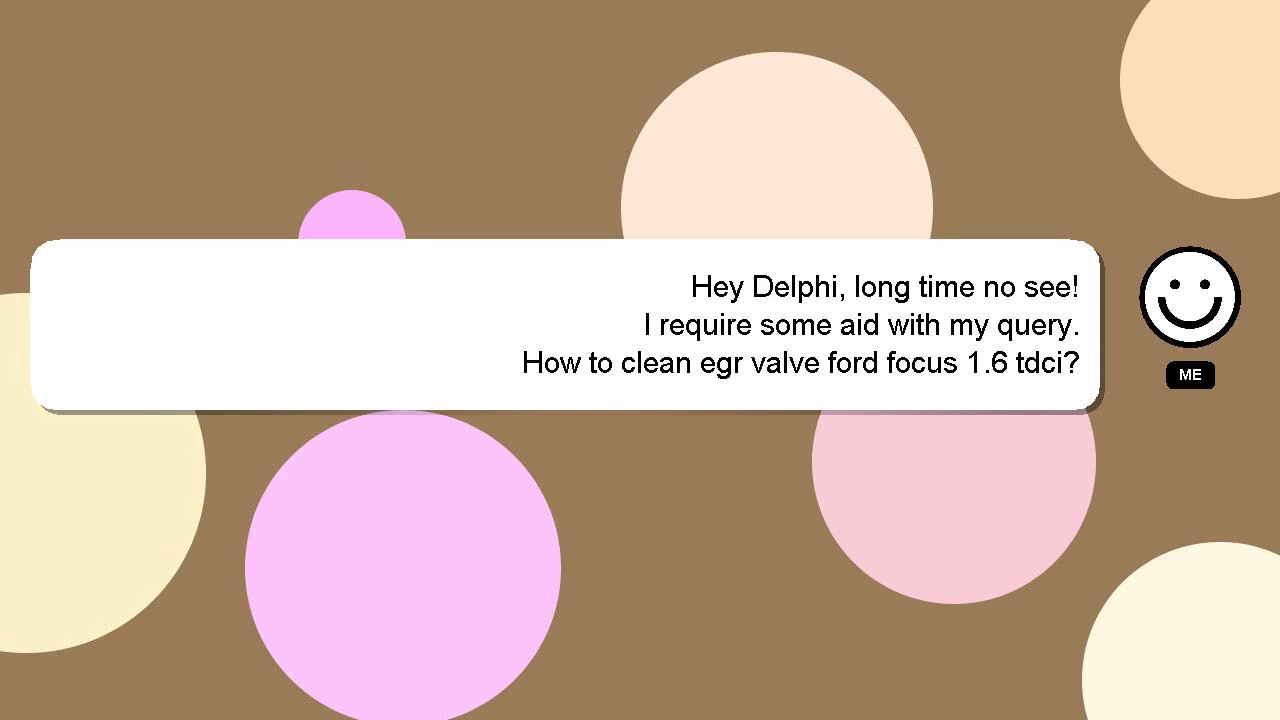 Hey Delphi, long time no see!
I require some aid with my query.
How to clean egr valve ford focus 1.6 tdci?
ME